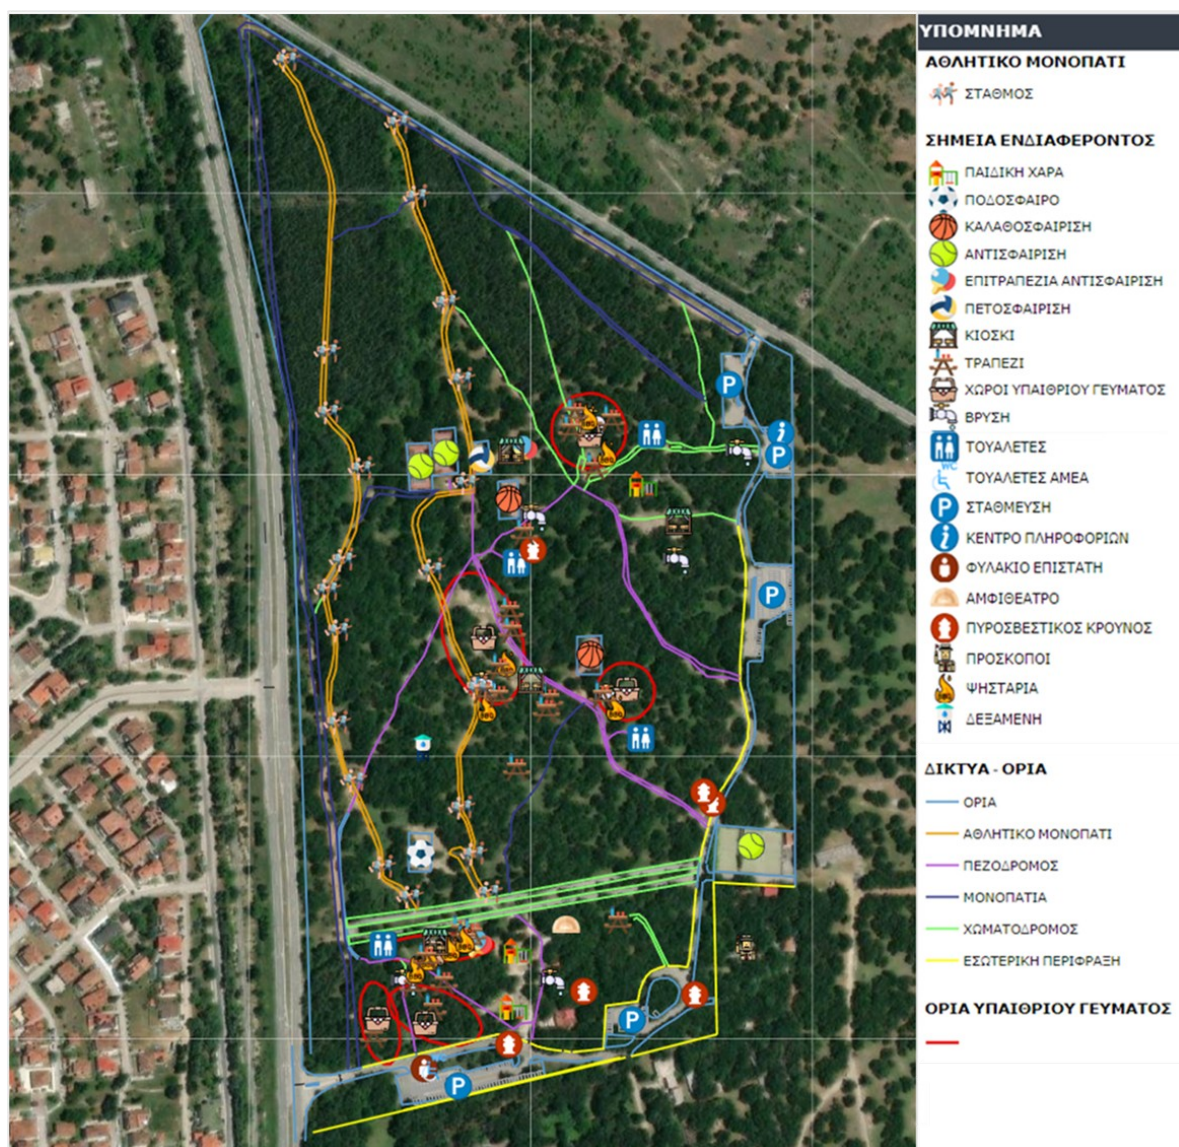 ΥΠΟΜΝΗΜΑ
ΑΘΛΗΤΙΚΟ ΜΟΝΟΠΑΤΙ
ΣΤΑΘΜΟΣ
ΣΗΜΕΙΑ ΕΝΔΙΑΦΕΡΟΝΤΟΣ
ΠΑΙΔΙΚΗ ΧΑΡΑ
ΠΟΔΟΣΦΑΙΡΟ
ΚΑΛΑΘΟΣΦΑΙΡΙΣΗ
ΑΝΤΙΣΦΑΙΡΙΣΗ
ΕΠΙΤΡΑΠΕΖΙΑ ΑΝΤΙΣΦΑΙΡΙΣΗ
ΠΕΤΟΣΦΑΙΡΙΣΗ
ΚΙΟΣΚΙ
ΤΡΑΠΕΖΙ
ΧΩΡΟΙ ΥΠΑΙΘΡΙΟΥ ΓΕΥΜΑΤΟΣ
ΒΡΥΣΗ
ΤΟΥΑΛΕΤΕΣ
WC ΤΟΥΑΛΕΤΕΣ ΑΜΕΑ
P ΣΤΑΘΜΕΥΣΗ
i ΚΕΝΤΡΟ ΠΛΗΡΟΦΟΡΙΩΝ
ΦΥΛΑΚΙΟ ΕΠΙΣΤΑΤΗ
ΑΜΦΙΘΕΑΤΡΟ
ΠΥΡΟΣΒΕΣΤΙΚΟΣ ΚΡΟΥΝΟΣ
ΠΡΟΣΚΟΠΟΙ
ΨΗΣΤΑΡΙΑ
ΔΕΞΑΜΕΝΗ
ΔΙΚΤΥΑ - ΟΡΙΑ
ΟΡΙΑ
ΑΘΛΗΤΙΚΟ ΜΟΝΟΠΑΤΙ
ΠΕΖΟΔΡΟΜΟΣ
ΜΟΝΟΠΑΤΙΑ
ΧΩΜΑΤΟΔΡΟΜΟΣ
ΕΣΩΤΕΡΙΚΗ ΠΕΡΙΦΡΑΞΗ
ΟΡΙΑ ΥΠΑΙΘΡΙΟΥ ΓΕΥΜΑΤΟΣ
P
i
P
P
P
P